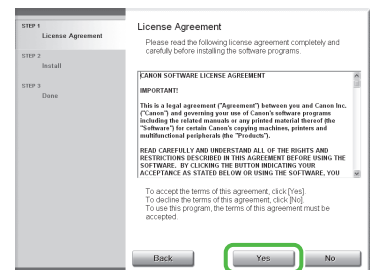 STEP 1
License Agreement
STEP 2
Install
STEP 3
Done
License Agreement
Please read the following license agreement completely and
carefully before installing the software programs.
CANON SOFTWARE LICENSE AGREEMENT
IMPORTANT!
This is a legal agreement ("Agreement") between you and Canon Inc.
("Canon") and governing your use of Canon's software programs
including the related manuals or any printed material thereof (the
"Software") for certain Canon's copying machines, printers and
multifunctional peripherals (the "Products").
READ CAREFULLY AND UNDERSTAND ALL OF THE RIGHTS AND
RESTRICTIONS DESCRIBED IN THIS AGREEMENT BEFORE USING THE
SOFTWARE. BY CLICKING THE BUTTON INDICATING YOUR
ACCEPTANCE AS STATED BELOW OR USING THE SOFTWARE, YOU
To accept the terms of this agreement, click [Yes].
To decline the terms of this agreement, click [No].
To use this program, the terms of this agreement must be
accepted.
Back
Yes
No